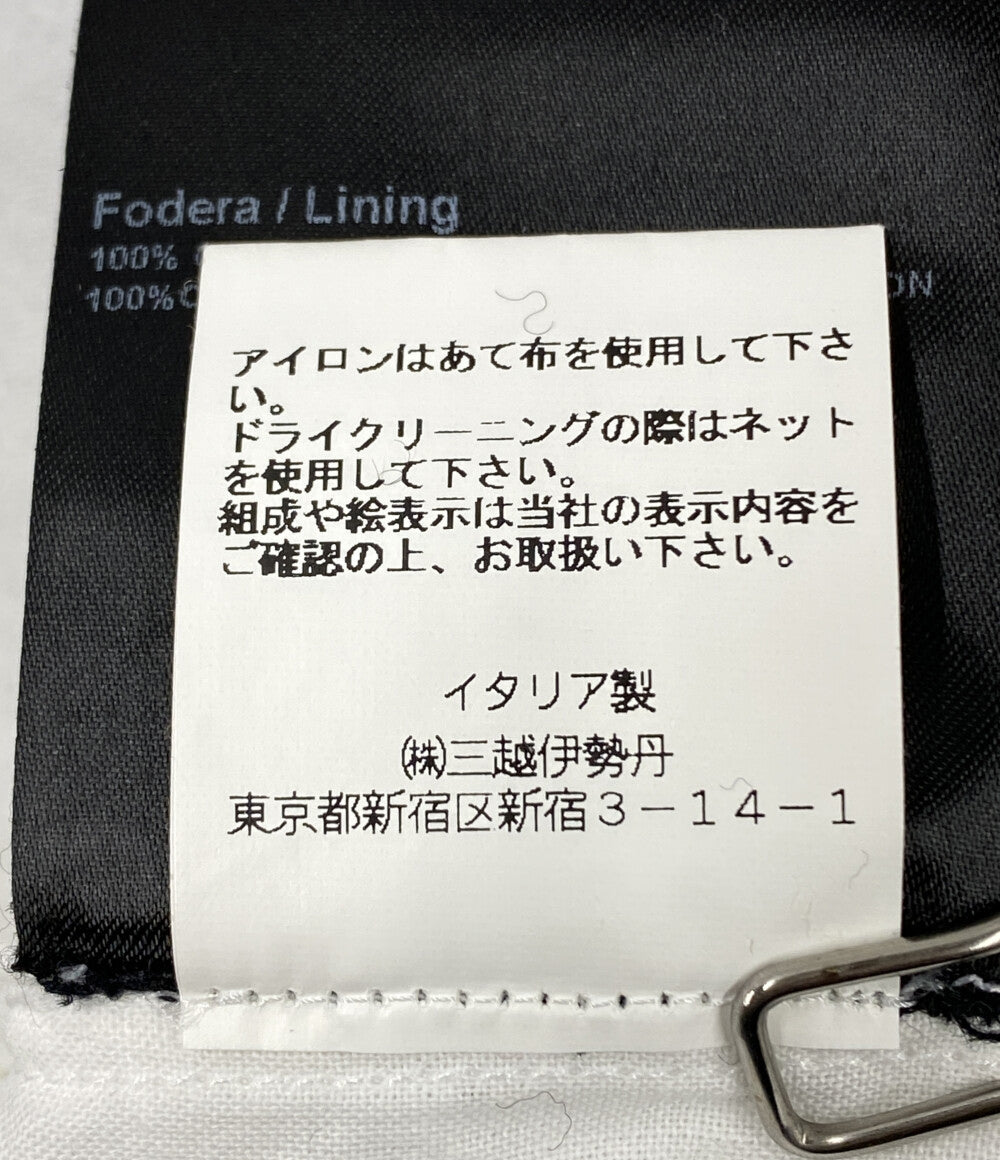 Fodera / Lining
100%
100%
アイロンはあて布を使用して下さ
い。
ドライクリーニングの際はネット
を使用して下さい。
組成や絵表示は当社の表示内容を
ご確認の上、お取扱い下さい。
イタリア製
㈱三越伊勢丹
東京都新宿区新宿3－14－1